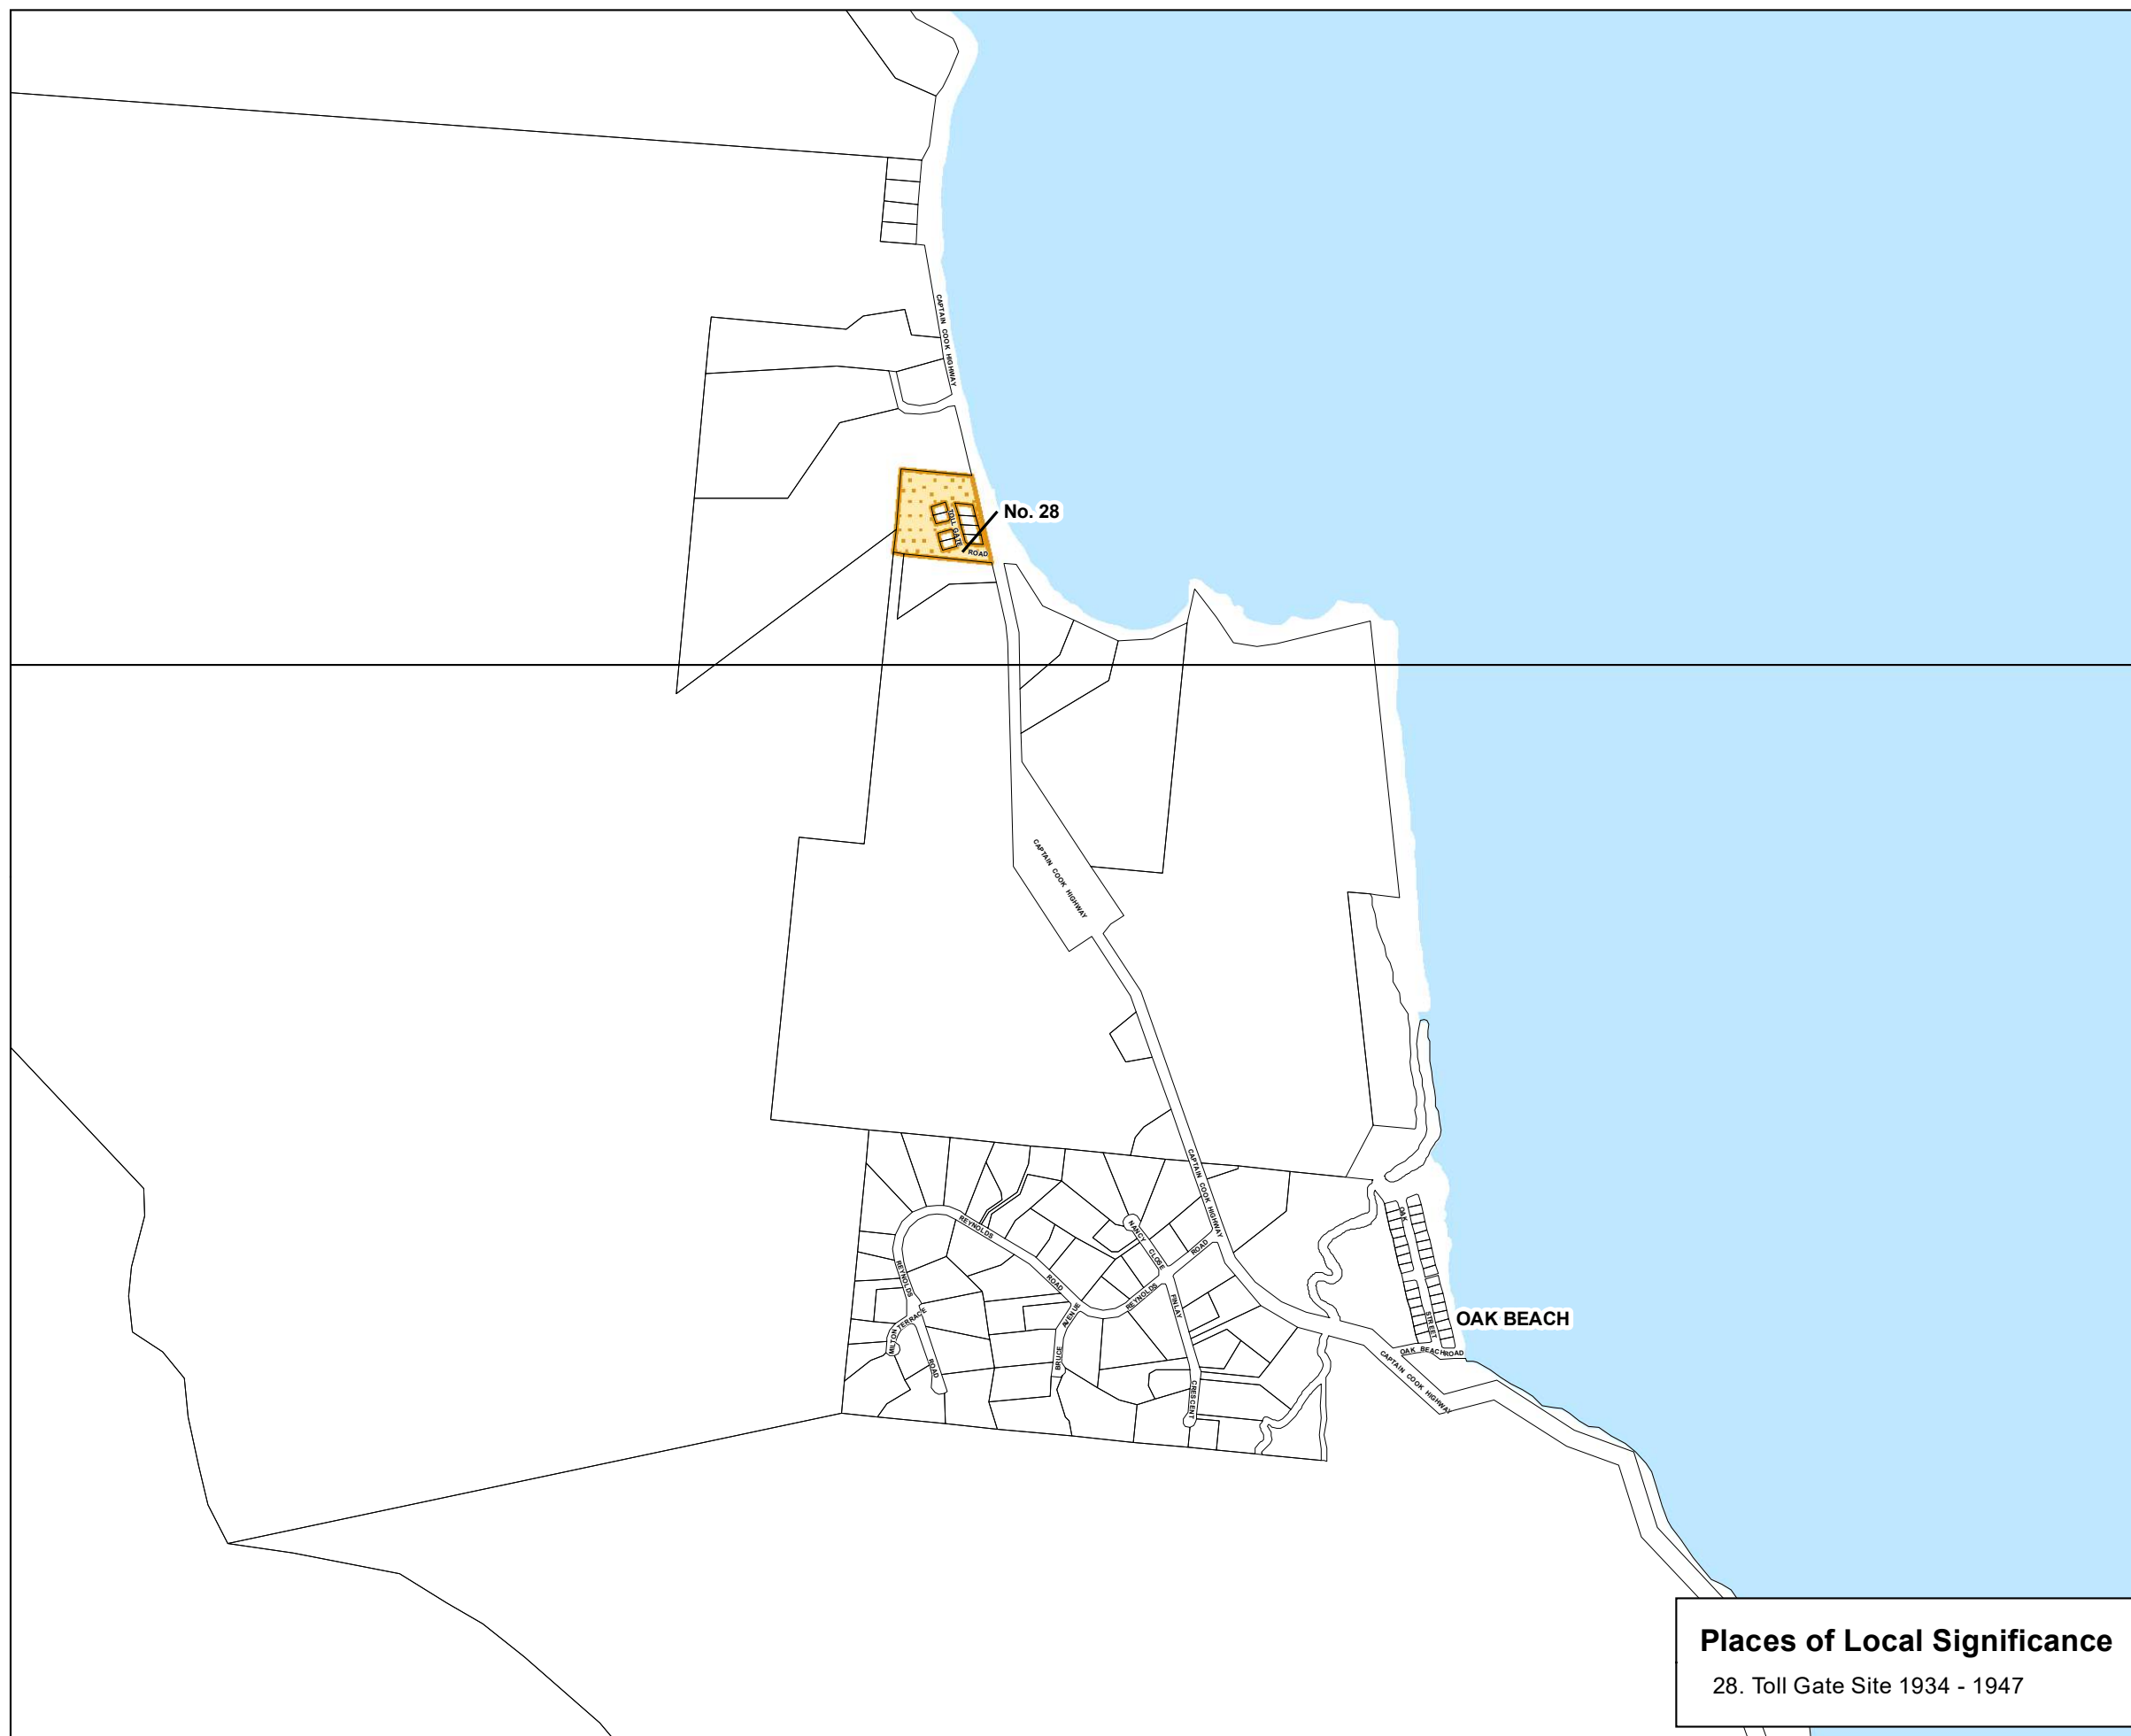 CAPTAIN COOK HIGHWAY
No. 28
TOLL GATE
ROAD
CAPTAIN COOK HIGHWAY
CAPTAIN COOK HIGHWAY
OAK
STREET
REYNOLDS
NANCY CLOSE
ROAD
REYNOLDS
ROAD
REYNOLDS
FINLAY
CRESCENT
AVENUE
BRUCE
MILTON TERRACE
ROAD
OAK BEACH
OAK BEACH ROAD
CAPTAIN COOK HIGHWAY
Places of Local Significance
28. Toll Gate Site 1934 - 1947